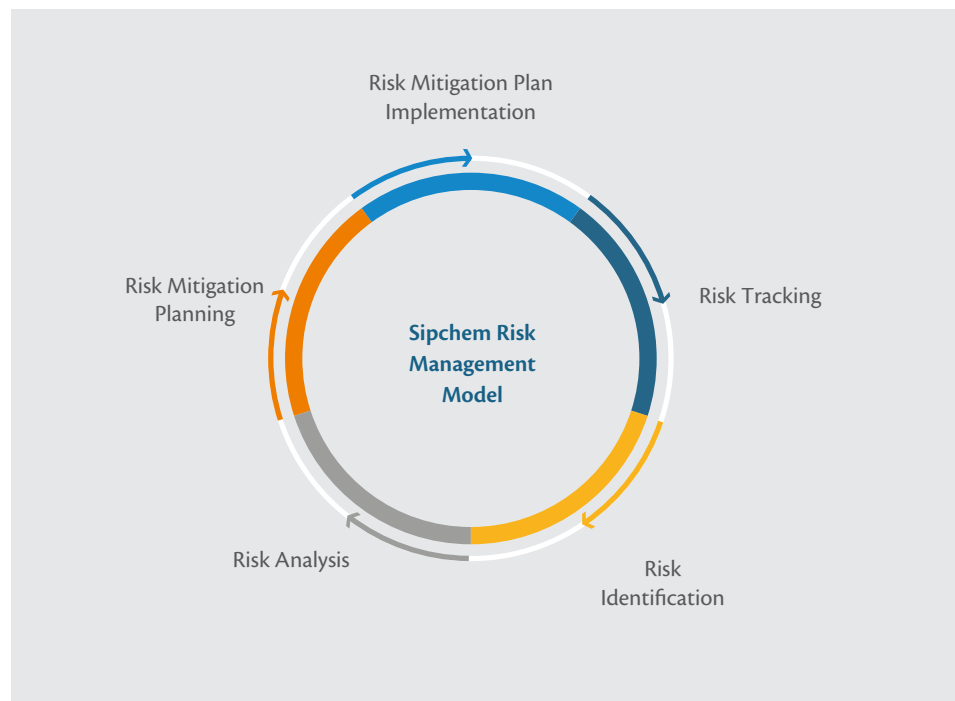 Risk Mitigation Plan
Implementation
Risk Mitigation
Planning
Risk Tracking
Sipchem Risk
Management
Model
Risk Analysis
Risk
Identification